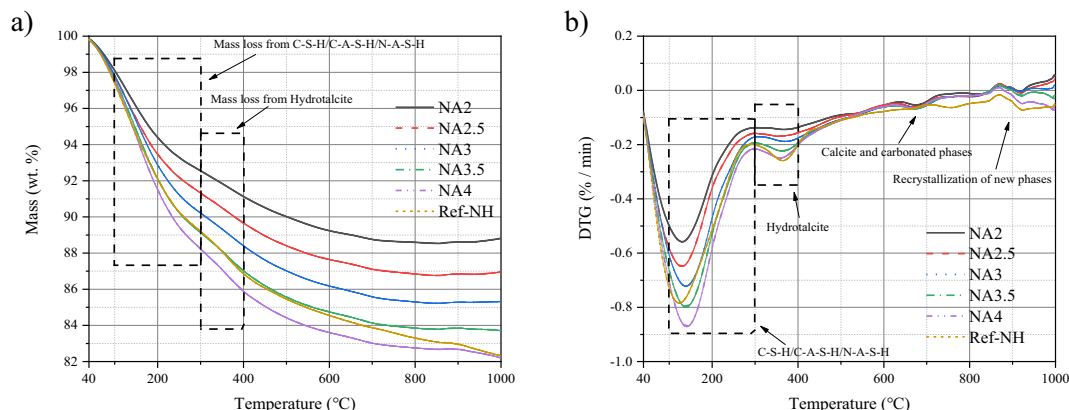 a)
Mass (wt. %)
100
98
96
94
92
90
88
86
84
82
40
200
400
600
800
1000
Temperature (°C)
Mass loss from C-S-H/C-A-S-H/N-A-S-H
Mass loss from Hydrotalcite
NA2
NA2.5
NA3
NA3.5
NA4
Ref-NH
b)
DTG (% / min)
0.2
0.0
-0.2
-0.4
-0.6
-0.8
-1.0
40
200
400
600
800
1000
Temperature (°C)
Calcite and carbonated phases
Recrystallization of new phases
Hydrotalcite
NA2
NA2.5
NA3
NA3.5
NA4
Ref-NH
C-S-H/C-A-S-H/N-A-S-H